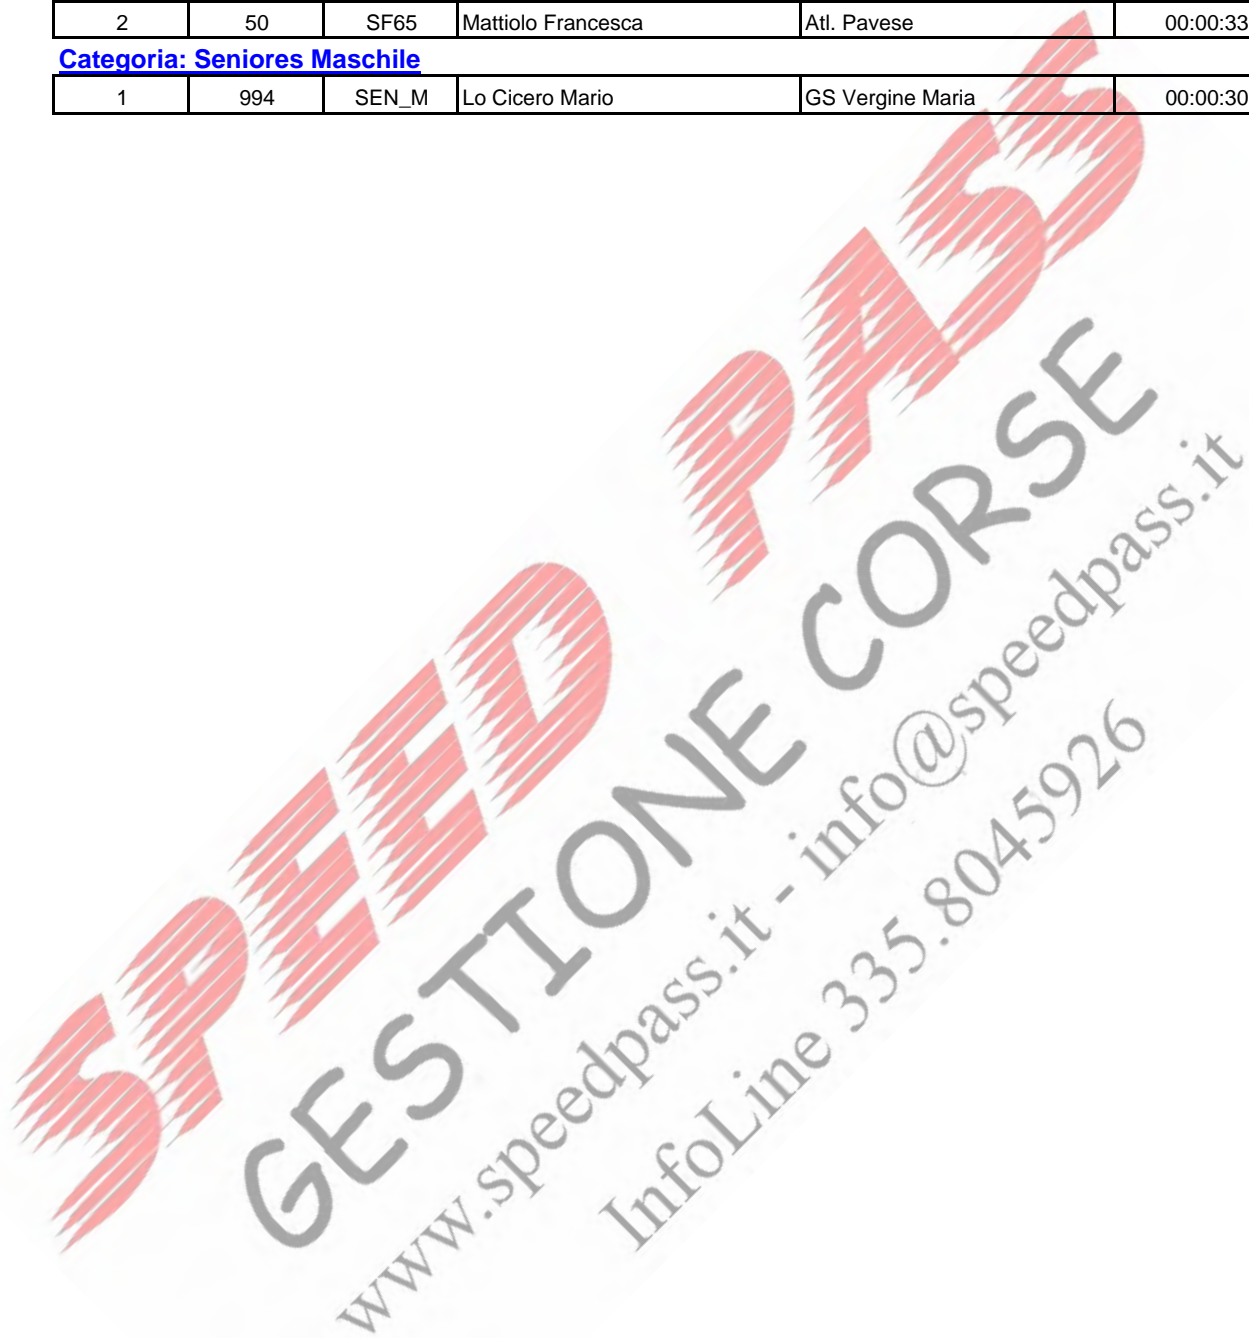 2 50 SF65 Mattiolo Francesca Atl. Pavese 00:00:33
Categoria: Seniores Maschile
1 994 SEN_M Lo Cicero Mario GS Vergine Maria 00:00:30
SPEED PASS
GESTIONE CORSE
www.speedpass.it - info@speedpass.it
InfoLine 335.8045926